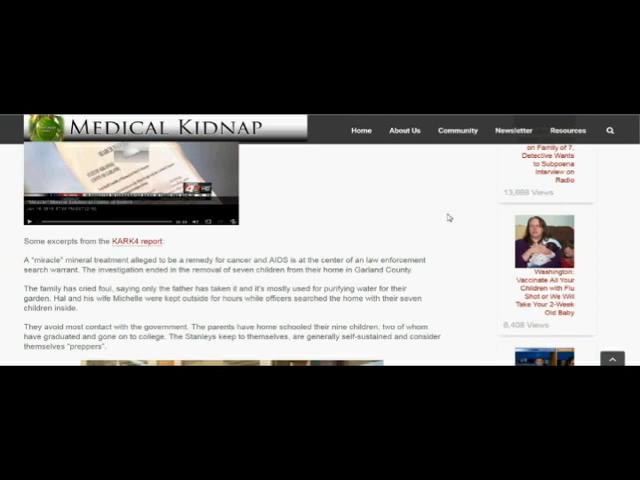 MEDICAL KIDNAP
Home About Us Community Newsletter Resources
on Family of 7,
Detective Wants
to Subpoena
Interview on
Radio
13,688 Views
Some excerpts from the KARK4 report:
A "miracle" mineral treatment alleged to be a remedy for cancer and AIDS is at the center of an law enforcement
search warrant. The investigation ended in the removal of seven children from their home in Garland County.
The family has cried foul, saying only the father has taken it and it's mostly used for purifying water for their
garden. Hal and his wife Michelle were kept outside for hours while officers searched the home with their seven
children inside.
They avoid most contact with the government. The parents have home schooled their nine children, two of whom
have graduated and gone on to college. The Stanleys keep to themselves, are generally self-sustained and consider
themselves "preppers".
Washington:
Vaccinate All Your
Children with Flu
Shot or We Will
Take Your 2-Week
Old Baby
6,408 Views